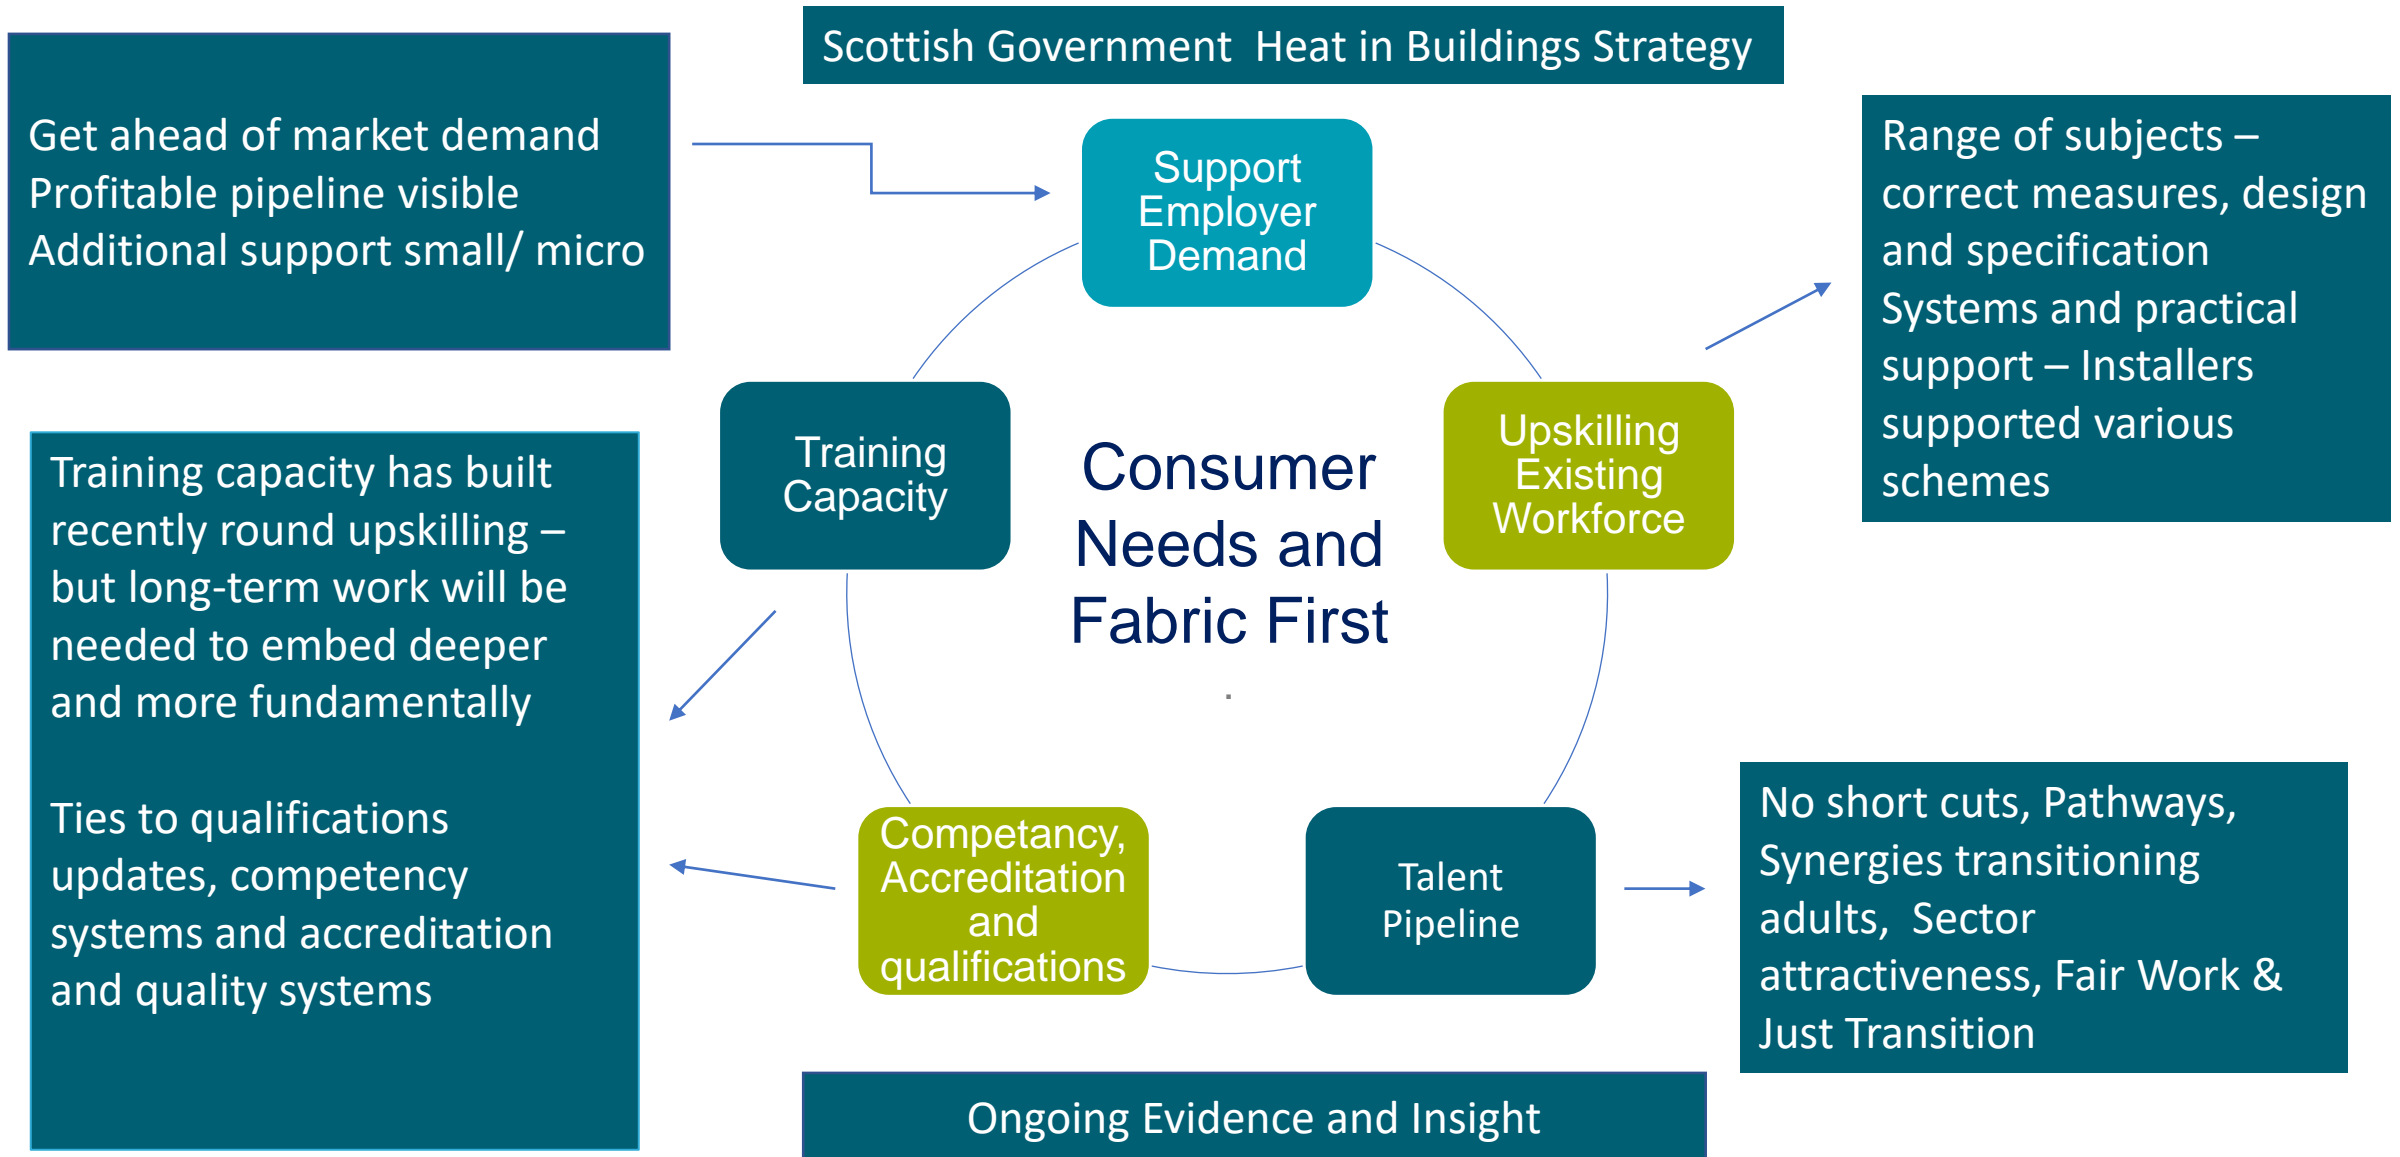 Scottish Government  Heat in Buildings Strategy
Get ahead of market demand
Profitable pipeline visible
Additional support small/ micro
Support
Employer
Demand
Range of subjects –
correct measures, design
and specification
Systems and practical
support – Installers
supported various
schemes
Training
Capacity
Consumer
Needs and
Fabric First
.
Upskilling
Existing
Workforce
Training capacity has built
recently round upskilling –
but long-term work will be
needed to embed deeper
and more fundamentally
Ties to qualifications
updates, competency
systems and accreditation
and quality systems
Competancy,
Accreditation
and
qualifications
Talent
Pipeline
No short cuts, Pathways,
Synergies transitioning
adults,  Sector
attractiveness, Fair Work &
Just Transition
Ongoing Evidence and Insight